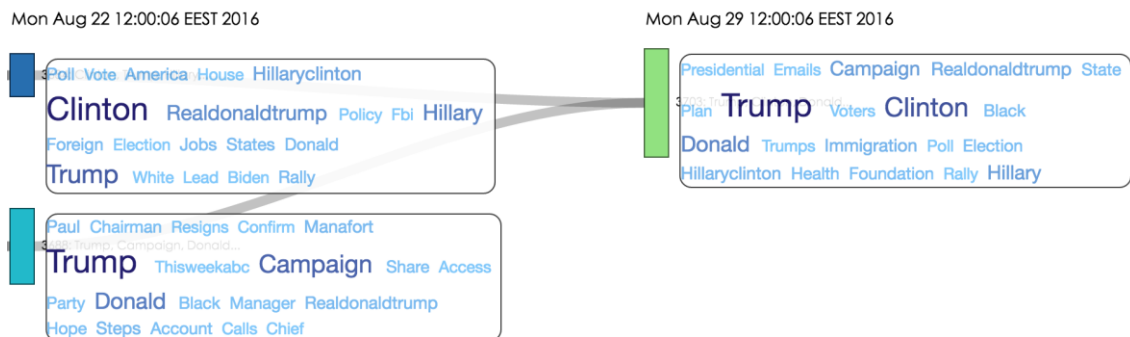 Mon Aug 22 12:00:06 EEST 2016
Poll Vote America House Hillaryclinton
Clinton Realdonaldtrump Policy Fbi Hillary
Foreign Election Jobs States Donald
Trump White Lead Biden Rally
Paul Chairman Resigns Confirm Manafort
Trump, Campaign, Donald...
Trump Thisweekabc Campaign Share Access
Party Donald Black Manager Realdonaldtrump
Hope Steps Account Calls Chief
Mon Aug 29 12:00:06 EEST 2016
Presidential Emails Campaign Realdonaldtrump State
Plan Trump Voters Clinton Black
Donald Trumps Immigration Poll Election
Hillaryclinton Health Foundation Rally Hillary